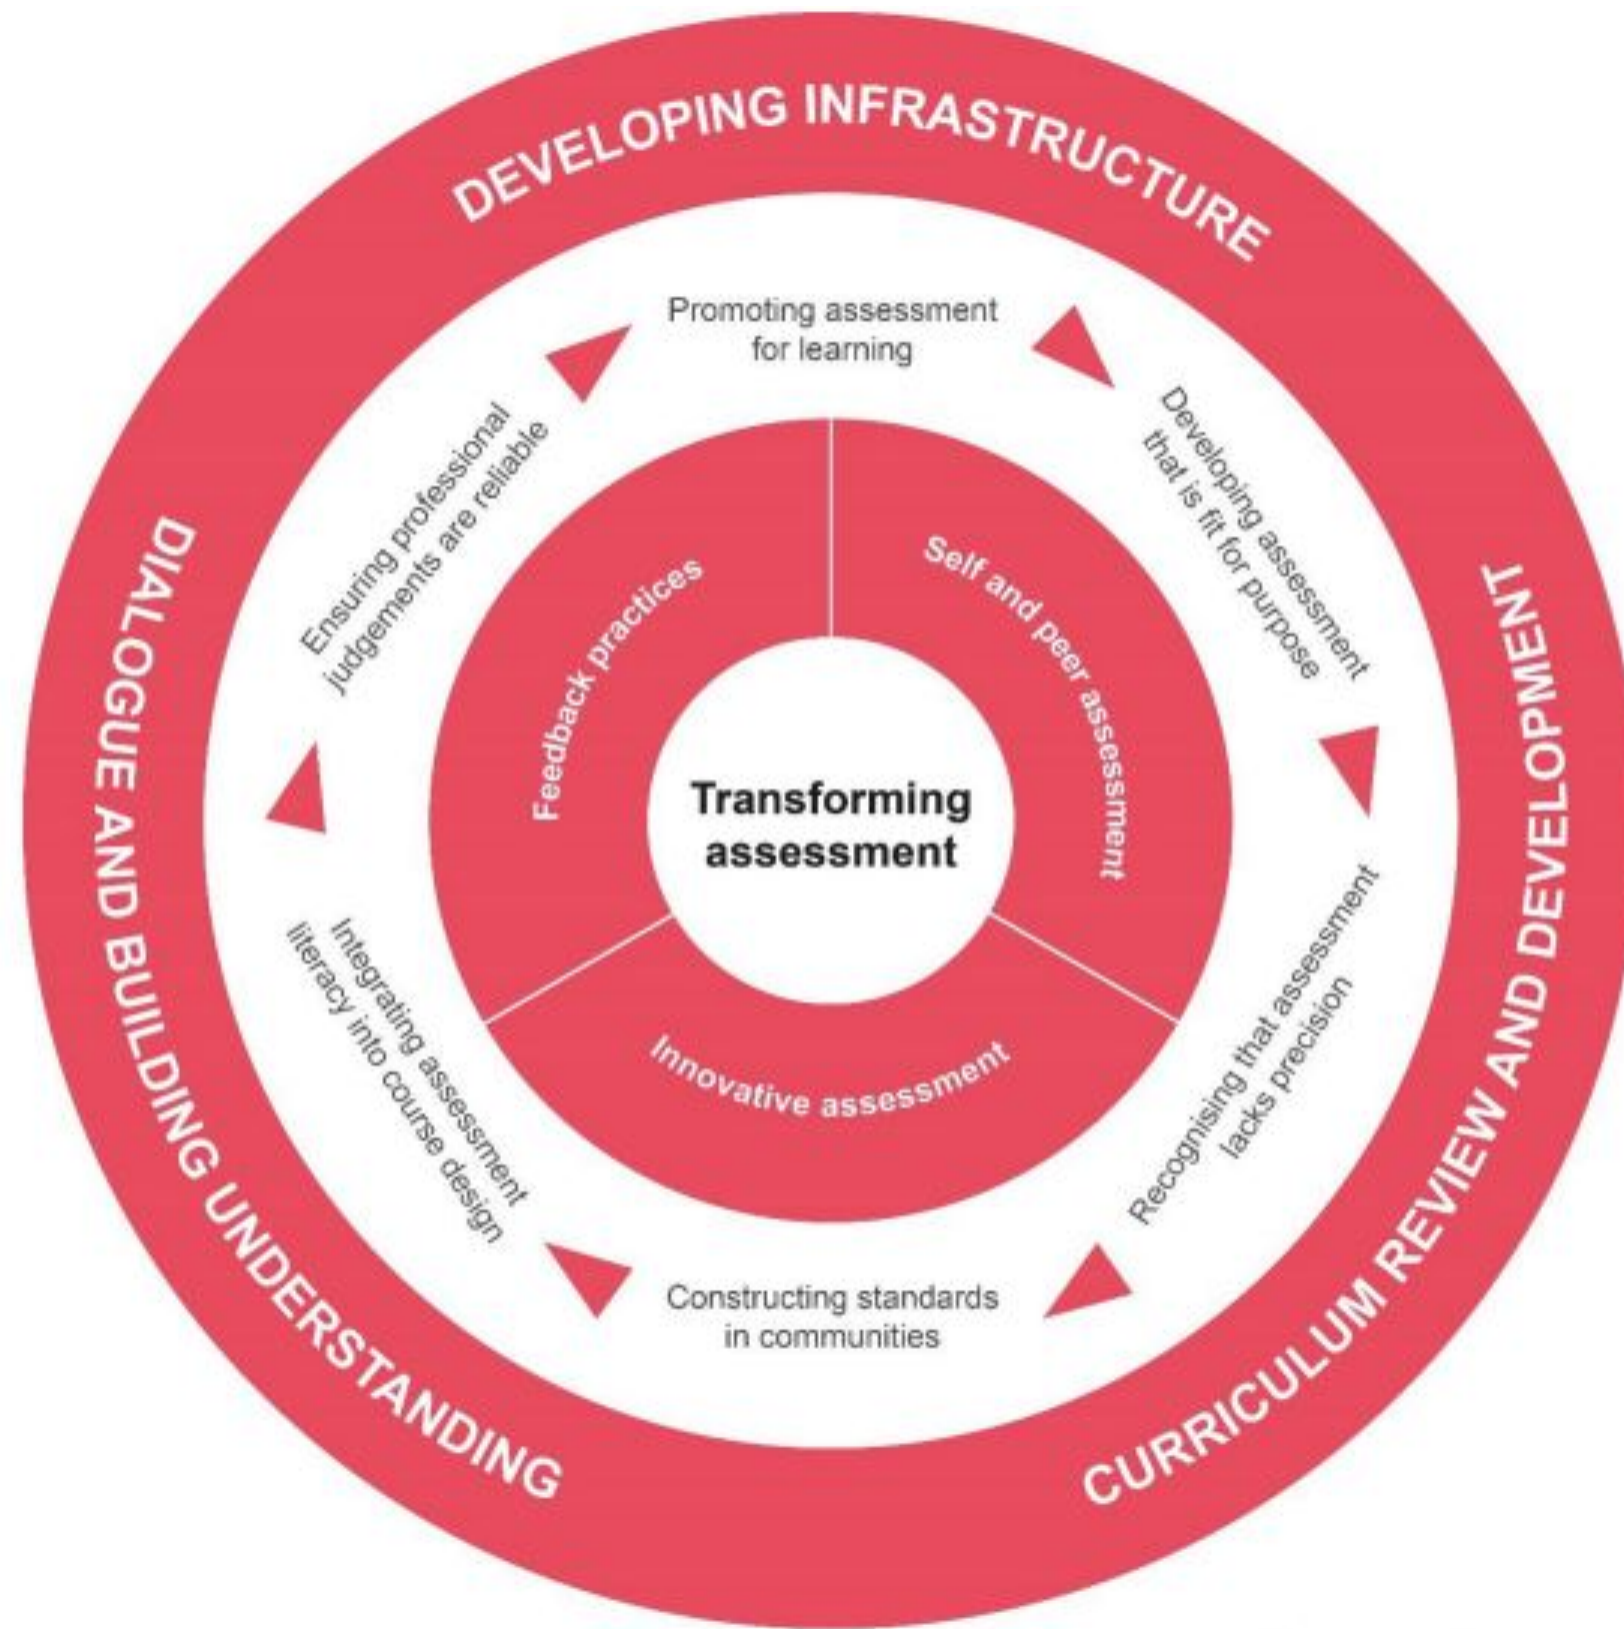 DEVELOPING INFRASTRUCTURE
CURRICULUM REVIEW AND DEVELOPMENT
DIALOGUE AND BUILDING UNDERSTANDING
Promoting assessment
for learning
Developing assessment
that is fit for purpose
Recognising that assessment
lacks precision
Constructing standards
in communities
Integrating assessment
literacy into course design
Ensuring professional
judgements are reliable
Self and peer assessment
Innovative assessment
Feedback practices
Transforming
assessment